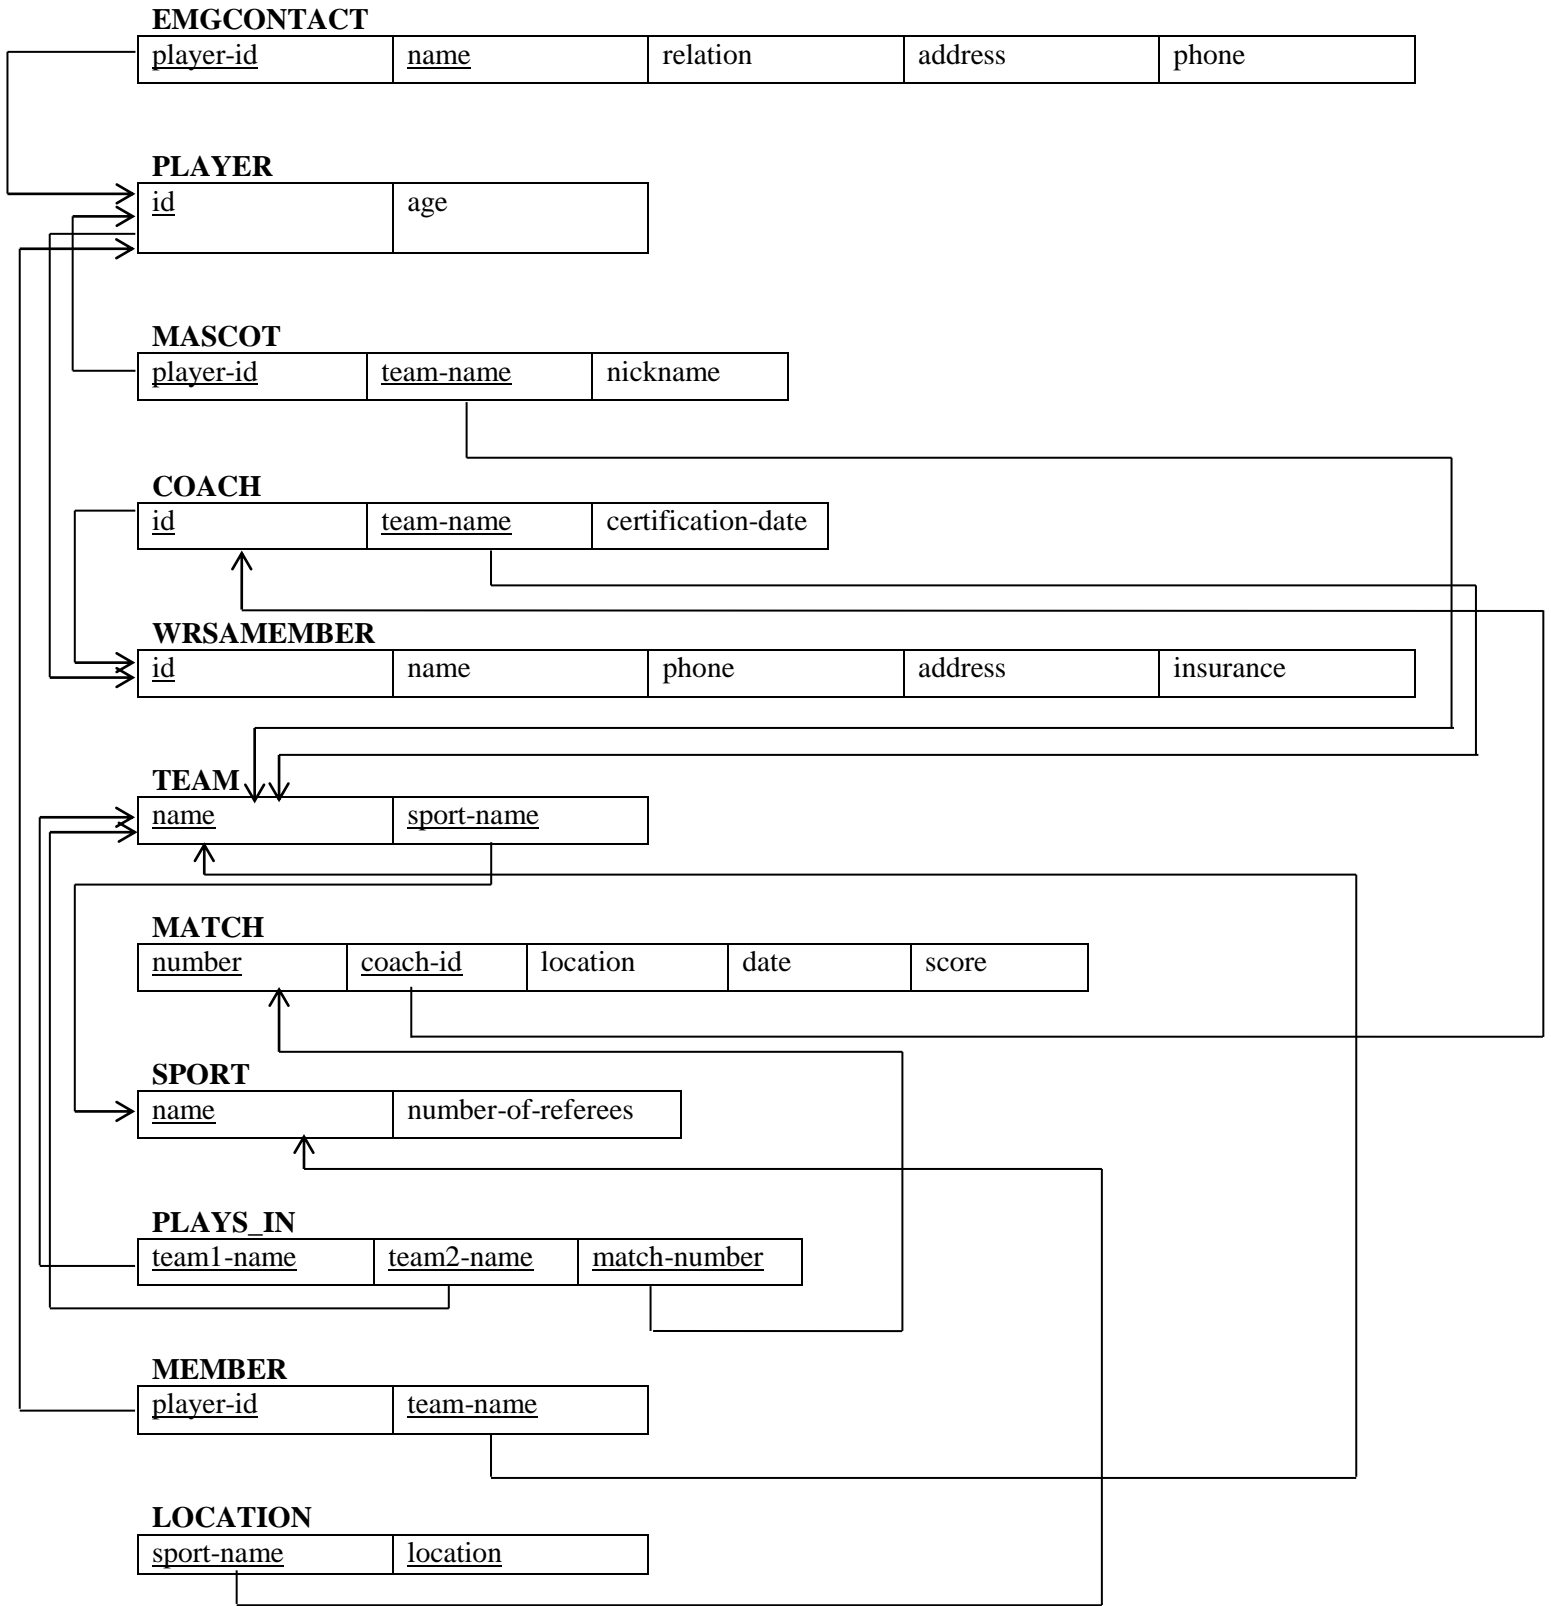 EMGCONTACT
player-id name relation address phone
PLAYER
id age
MASCOT
player-id team-name nickname
COACH
id team-name certification-date
WRSAMEMBER
id name phone address insurance
TEAM
name sport-name
MATCH
number coach-id location date score
SPORT
name number-of-referees
PLAYS_IN
team1-name team2-name match-number
MEMBER
player-id team-name
LOCATION
sport-name location